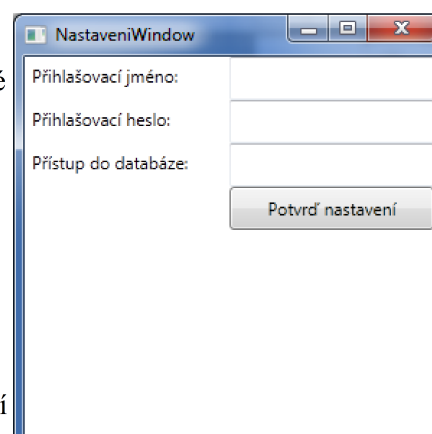 NastaveniWindow
é
Přihlašovací jméno:
Přihlašovací heslo:
Přístup do databáze:
Potvrď nastavení
í